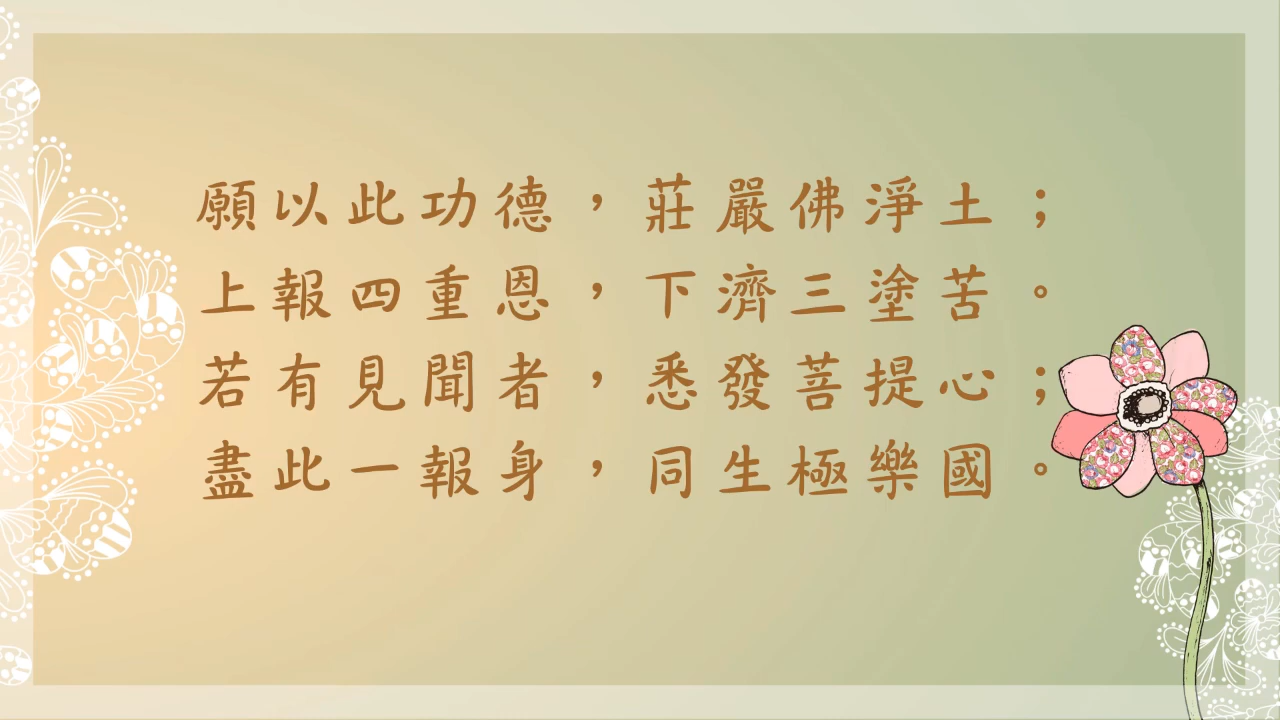 願以此功德，莊嚴佛淨土；
上報四重恩，下濟三塗苦。
若有見聞者，悉發菩提心；
盡此一報身，同生極樂國。